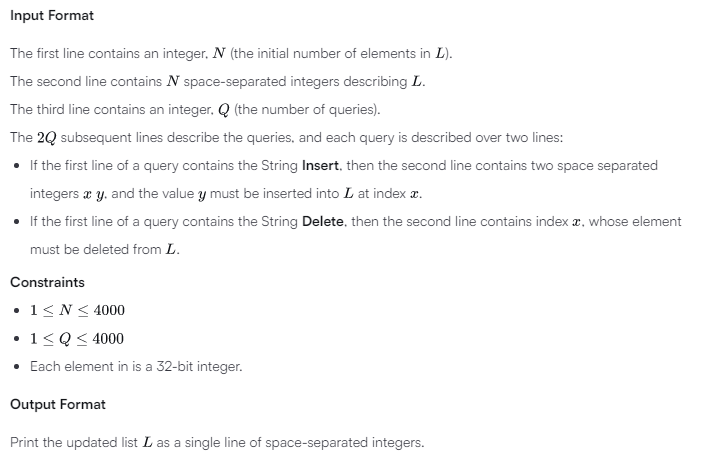 Input Format
The first line contains an integer, N (the initial number of elements in L).
The second line contains N space-separated integers describing L.
The third line contains an integer, Q (the number of queries).
The 2Q subsequent lines describe the queries, and each query is described over two lines:
• If the first line of a query contains the String Insert, then the second line contains two space separated
integers x y, and the value y must be inserted into L at index x.
• If the first line of a query contains the String Delete, then the second line contains index x, whose element
must be deleted from L.
Constraints
• 1 ≤ N ≤ 4000
• 1 ≤ Q ≤ 4000
• Each element in is a 32-bit integer.
Output Format
Print the updated list L as a single line of space-separated integers.